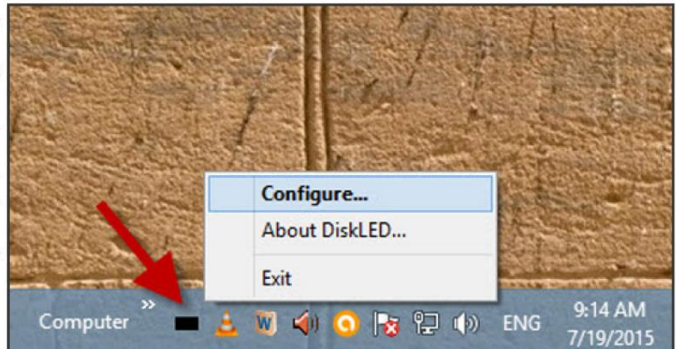 Configure...
About DiskLED...
Exit
Computer
»
W
ENG
9:14 AM
7/19/2015